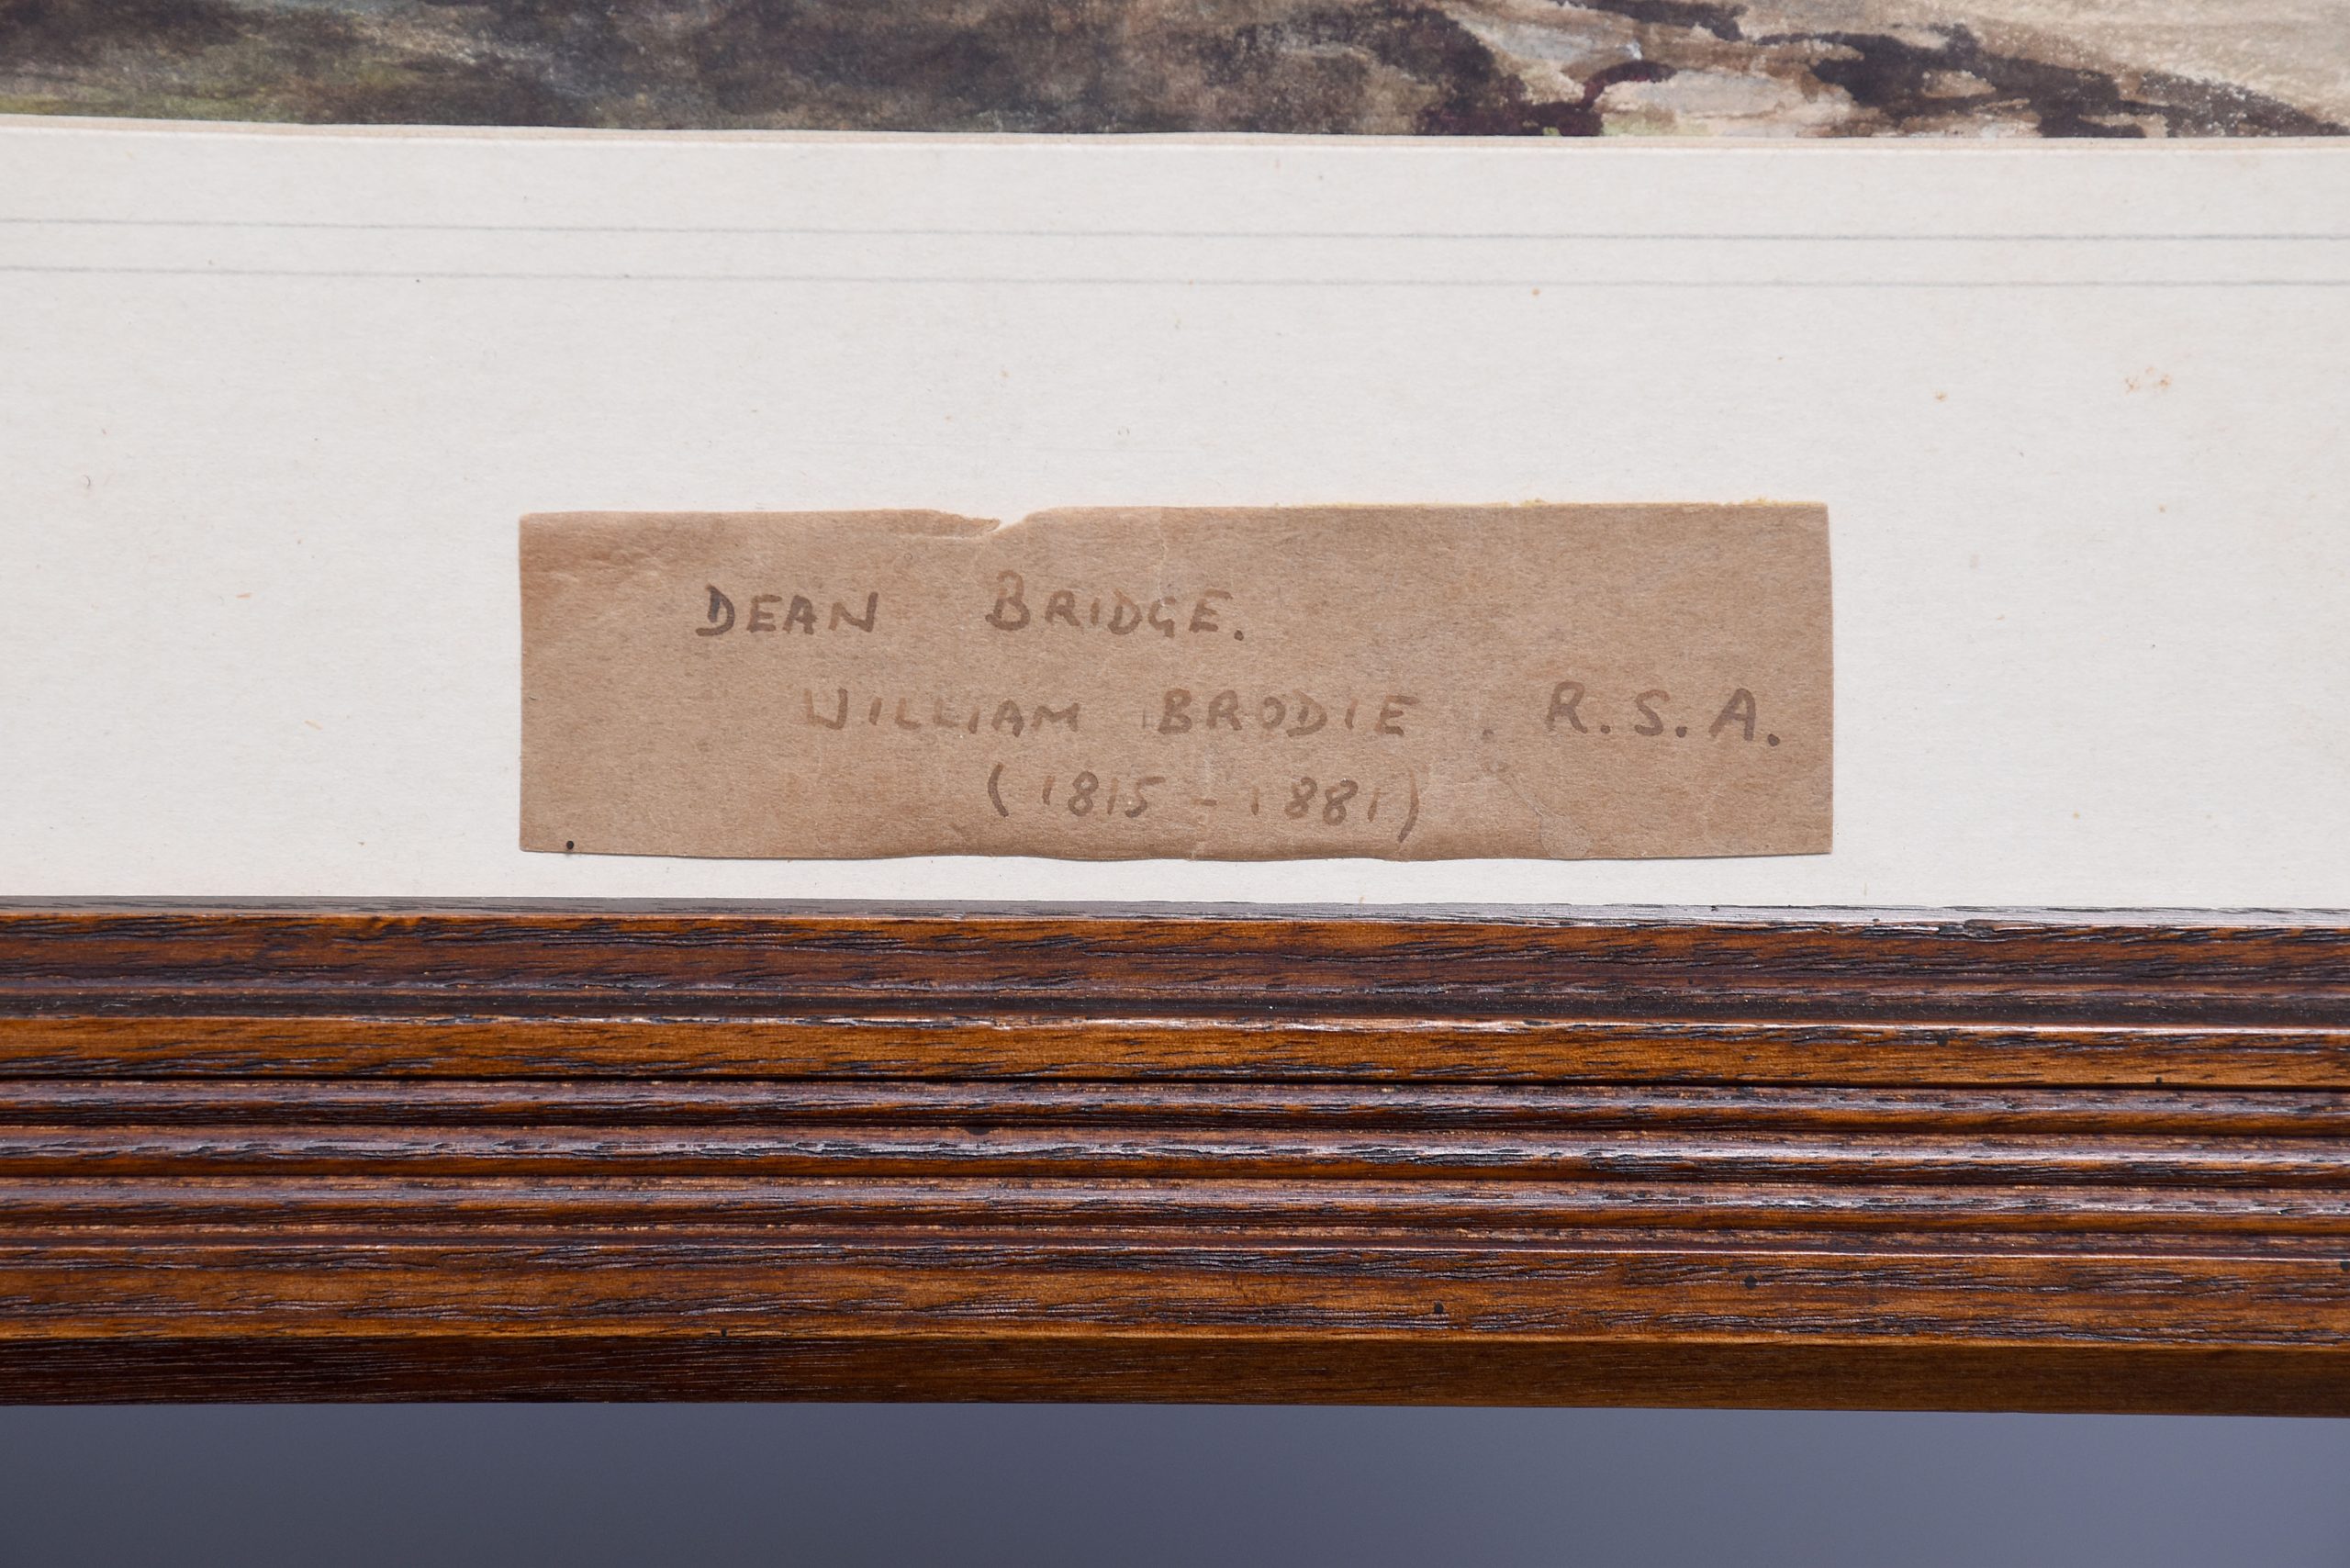 DEAN BRIDGE.
WILLIAM BRODIE . R.S.A.
(1815 - 1881)